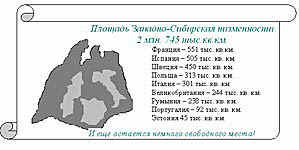 Площадь Западно-Сибирская низменности
2 млн. 745 тыс. кв.км.
Франция – 551 тыс. кв. км.
Испания – 505 тыс. кв.км.
Швеция – 450 тыс. кв.км.
Польша – 313 тыс. кв.км.
Италия – 301 тыс. кв.км.
Великобритания – 244 тыс. кв.км.
Румыния – 238 тыс. кв.км.
Португалия – 92 тыс. кв.км.
Эстония 45 тыс. кв.км.
И еще остается немного свободного места!